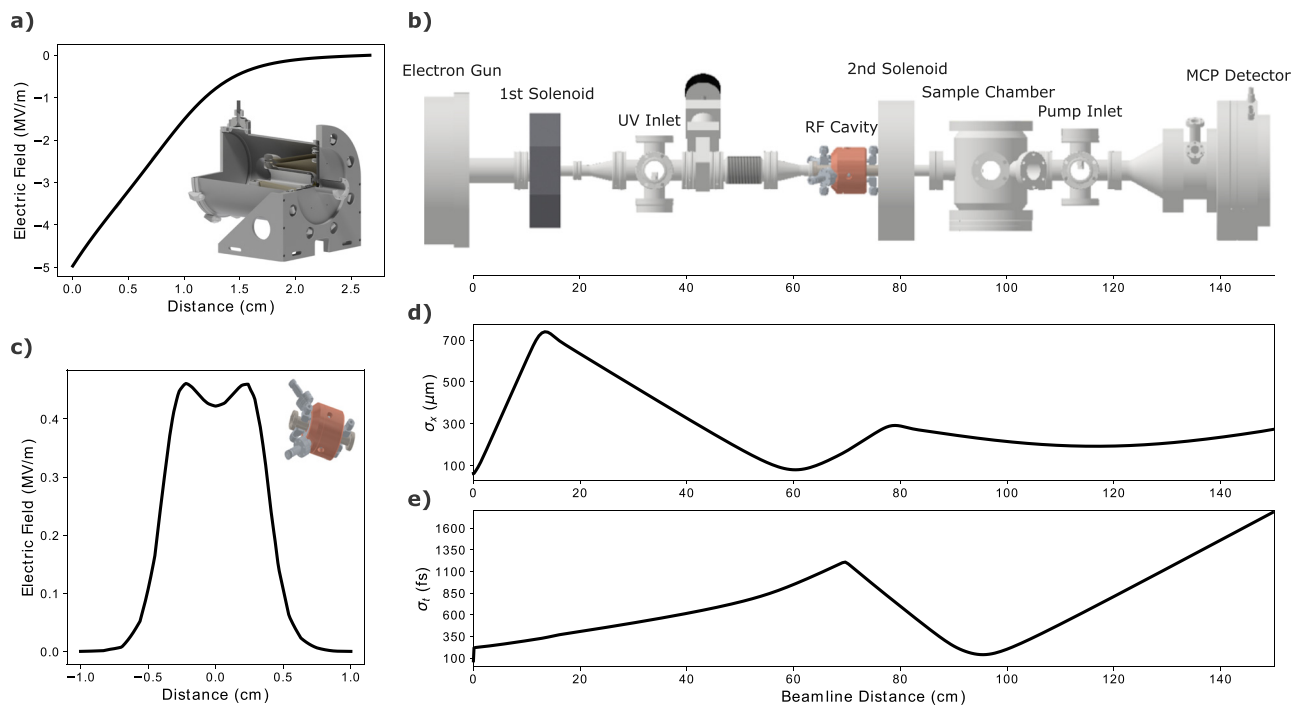 a)
0
−1
−2
−3
−4
−5
Electric Field (MV/m)
0.0 0.5 1.0 1.5 2.0 2.5
Distance (cm)
b)
Electron Gun
1st Solenoid
UV Inlet
RF Cavity
2nd Solenoid
Sample Chamber
Pump Inlet
MCP Detector
0 20 40 60 80 100 120 140
c)
0.4
0.3
0.2
0.1
0.0
Electric Field (MV/m)
−1.0 −0.5 0.0 0.5 1.0
Distance (cm)
d)
700
500
300
100
σx (μm)
0 20 40 60 80 100 120 140
e)
1600
1350
1100
850
600
350
100
σt (fs)
0 20 40 60 80 100 120 140
Beamline Distance (cm)